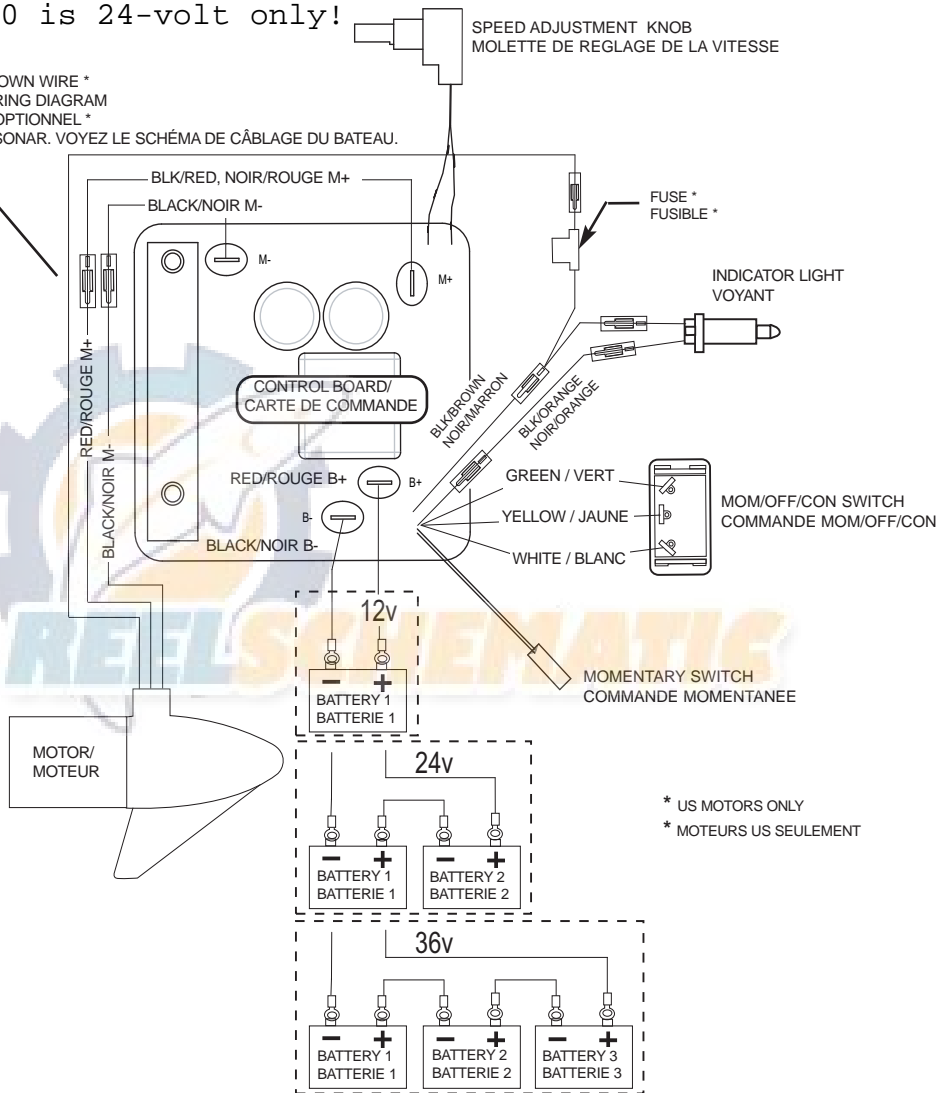 0 is 24-volt only!
SPEED ADJUSTMENT KNOB
MOLETTE DE REGLAGE DE LA VITESSE
OWN WIRE *
RING DIAGRAM
OPTIONNEL *
SONAR. VOYEZ LE SCHÉMA DE CÂBLAGE DU BATEAU.
BLK/RED, NOIR/ROUGE M+
BLACK/NOIR M-
FUSE *
FUSIBLE *
M-
M+
INDICATOR LIGHT
VOYANT
RED/ROUGE M+
BLACK/NOIR M-
CONTROL BOARD/
CARTE DE COMMANDE
BLK/BROWN
NOIR/MARRON
BLK/ORANGE
NOIR/ORANGE
RED/ROUGE B+
B+
B-
BLACK/NOIR B-
GREEN / VERT
YELLOW / JAUNE
WHITE / BLANC
MOM/OFF/CON SWITCH
COMMANDE MOM/OFF/CON
REELSCHEMATIC
12v
- +
BATTERY 1
BATTERIE 1
MOMENTARY SWITCH
COMMANDE MOMENTANEE
MOTOR/
MOTEUR
24v
- + - +
BATTERY 1 BATTERY 2
BATTERIE 1 BATTERIE 2
* US MOTORS ONLY
* MOTEURS US SEULEMENT
36v
- + - + - +
BATTERY 1 BATTERY 2 BATTERY 3
BATTERIE 1 BATTERIE 2 BATTERIE 3